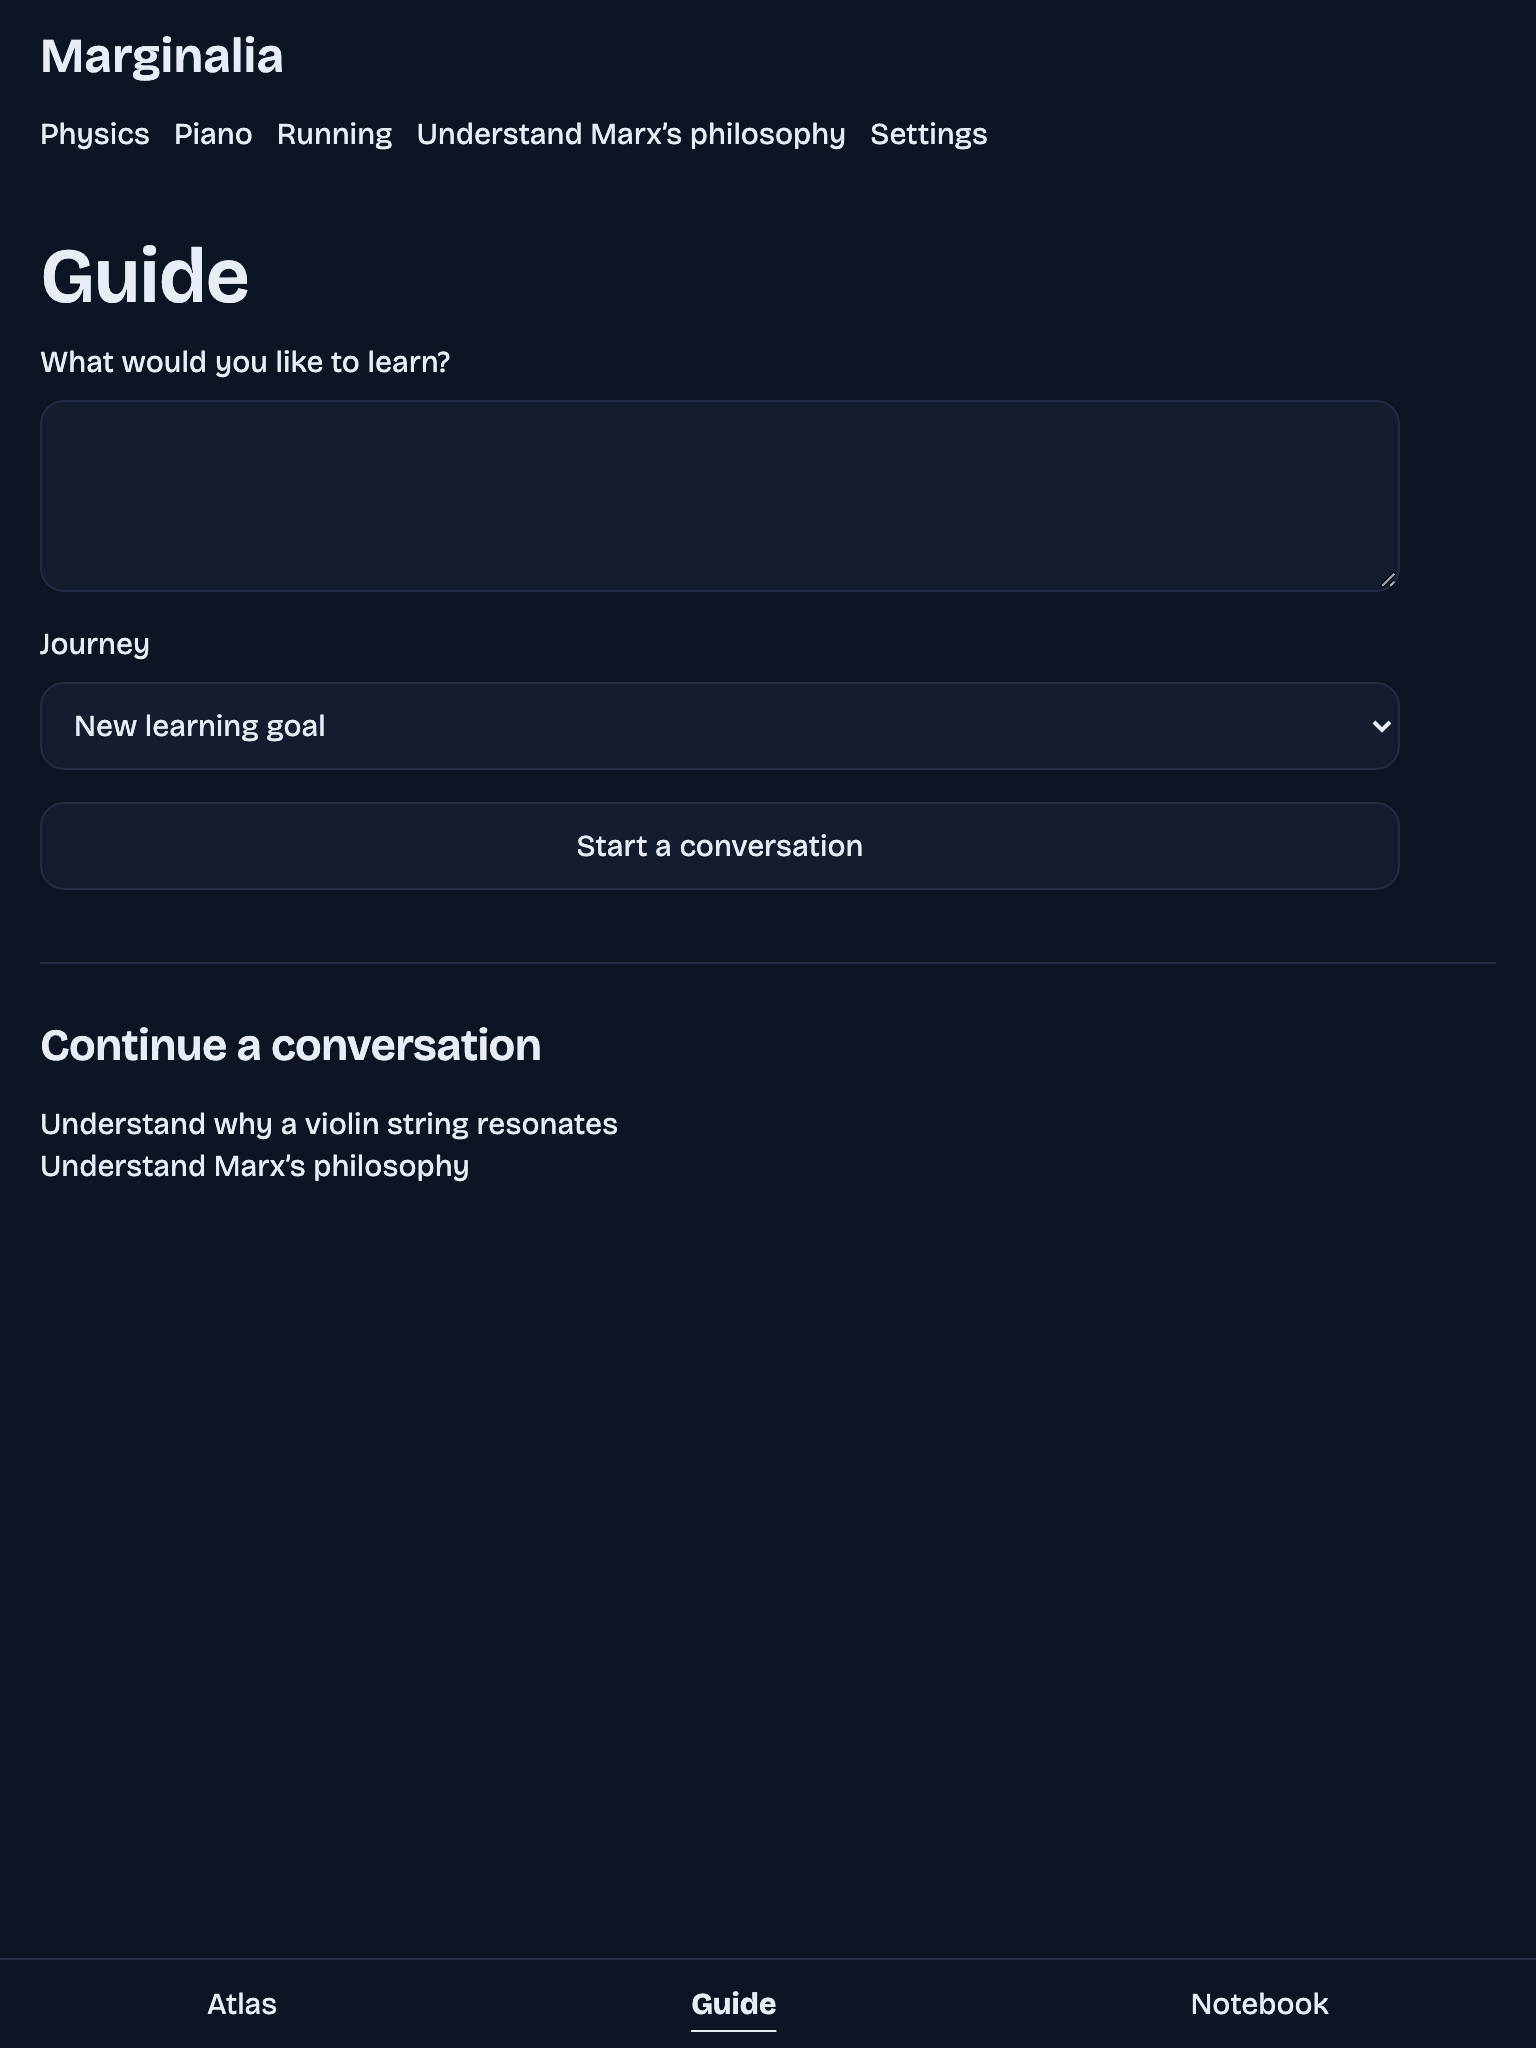 Marginalia
Physics Piano Running Understand Marx’s philosophy Settings
Guide
What would you like to learn?
Journey
New learning goal
Start a conversation
Continue a conversation
Understand why a violin string resonates
Understand Marx’s philosophy
Atlas Guide Notebook